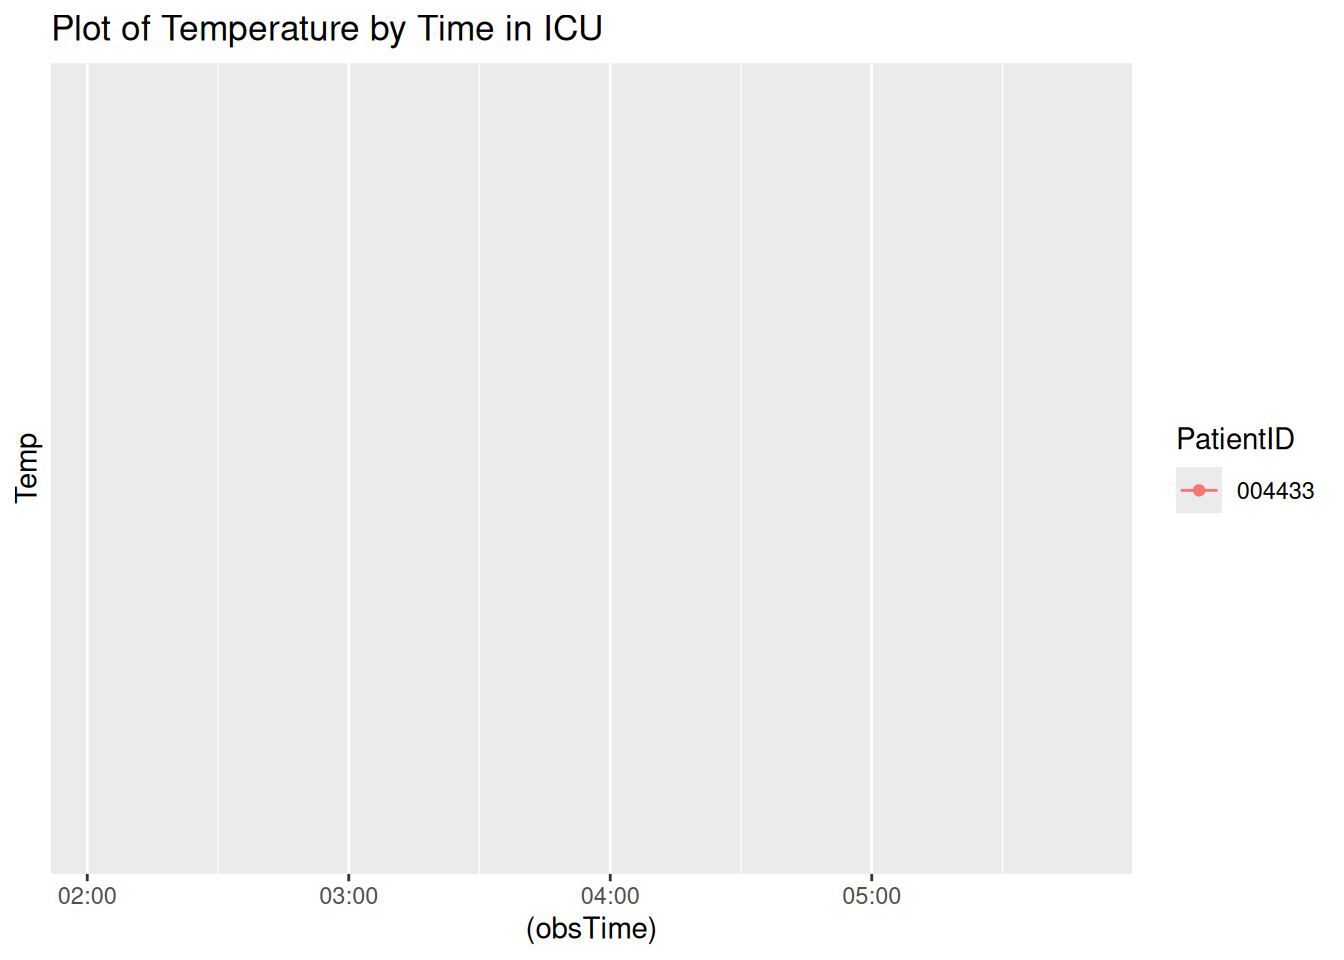 Plot of Temperature by Time in ICU
Temp
02:00 03:00 04:00 05:00
(obsTime)
PatientID
004433